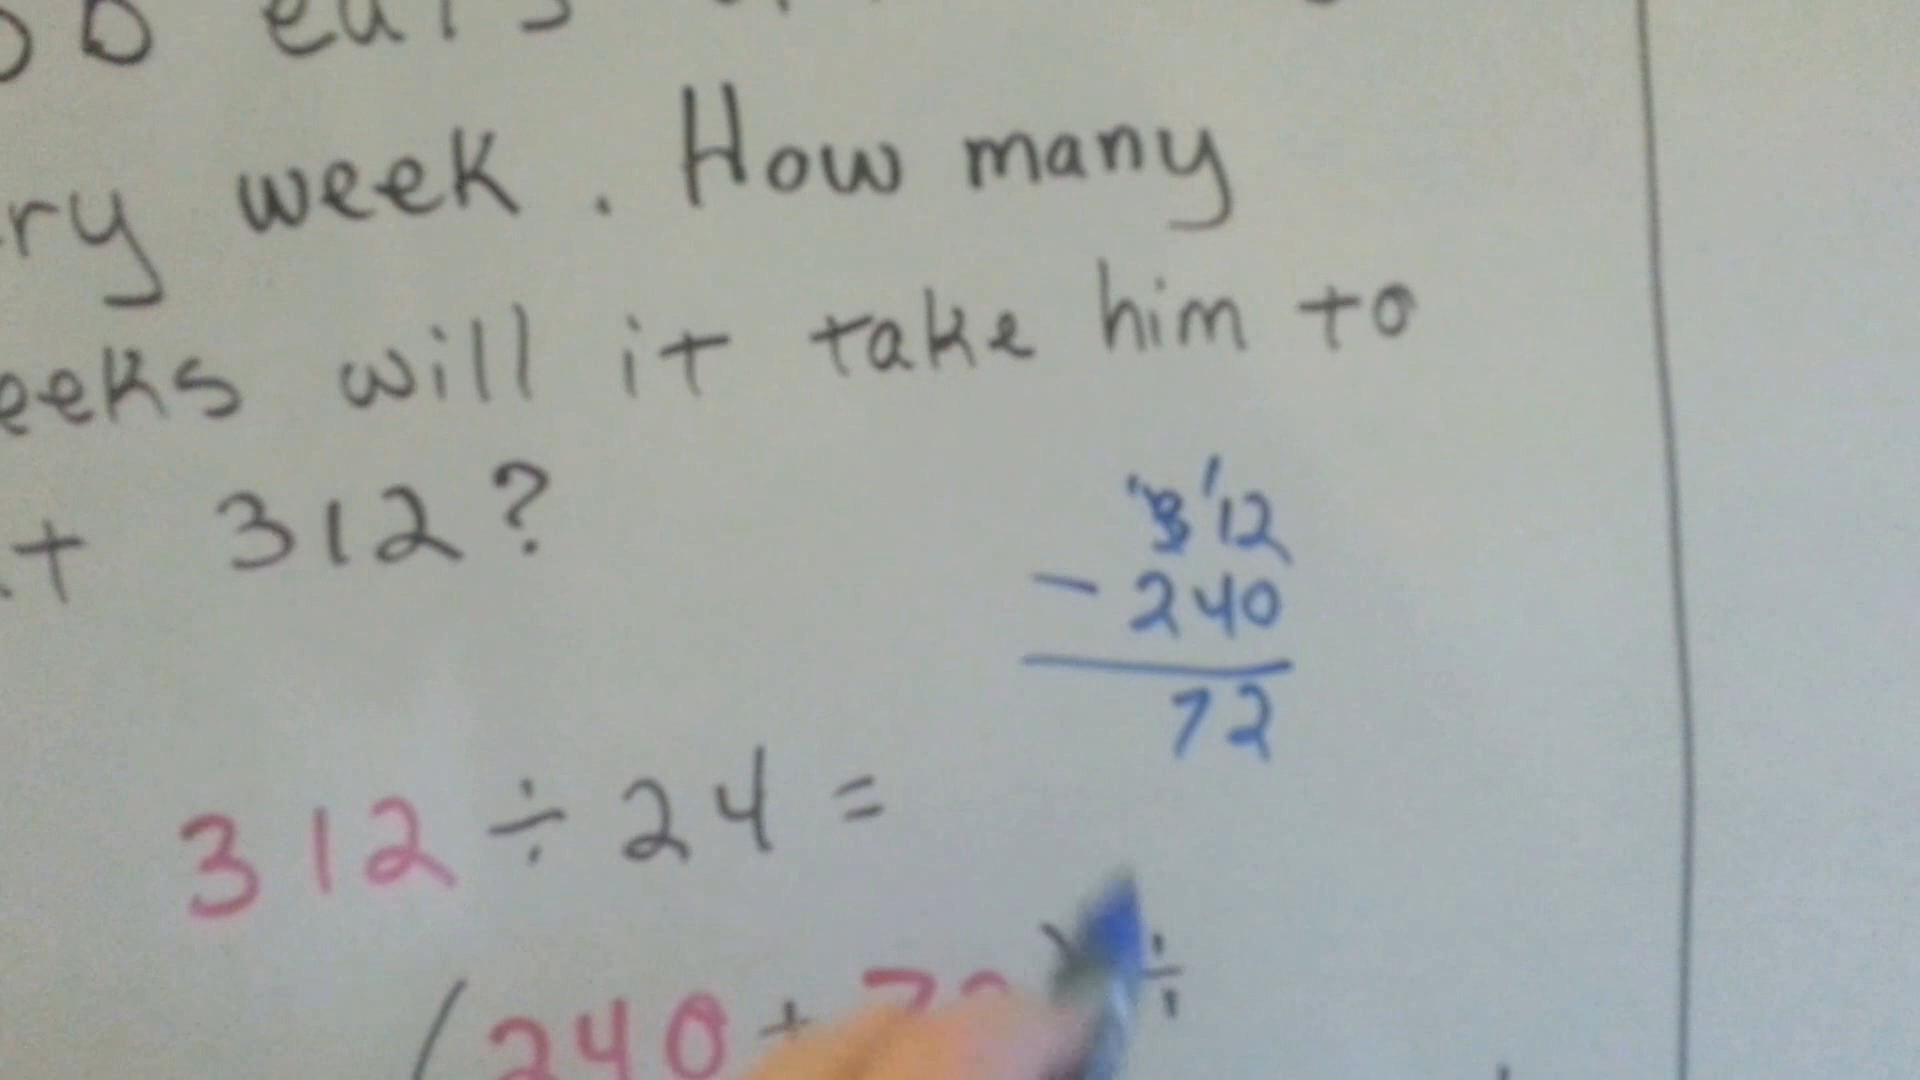 eats
ry week. How many
eeks will it take him to
t 312?
312
- 240
72
312 ÷ 24 =
(240 + 7 ÷